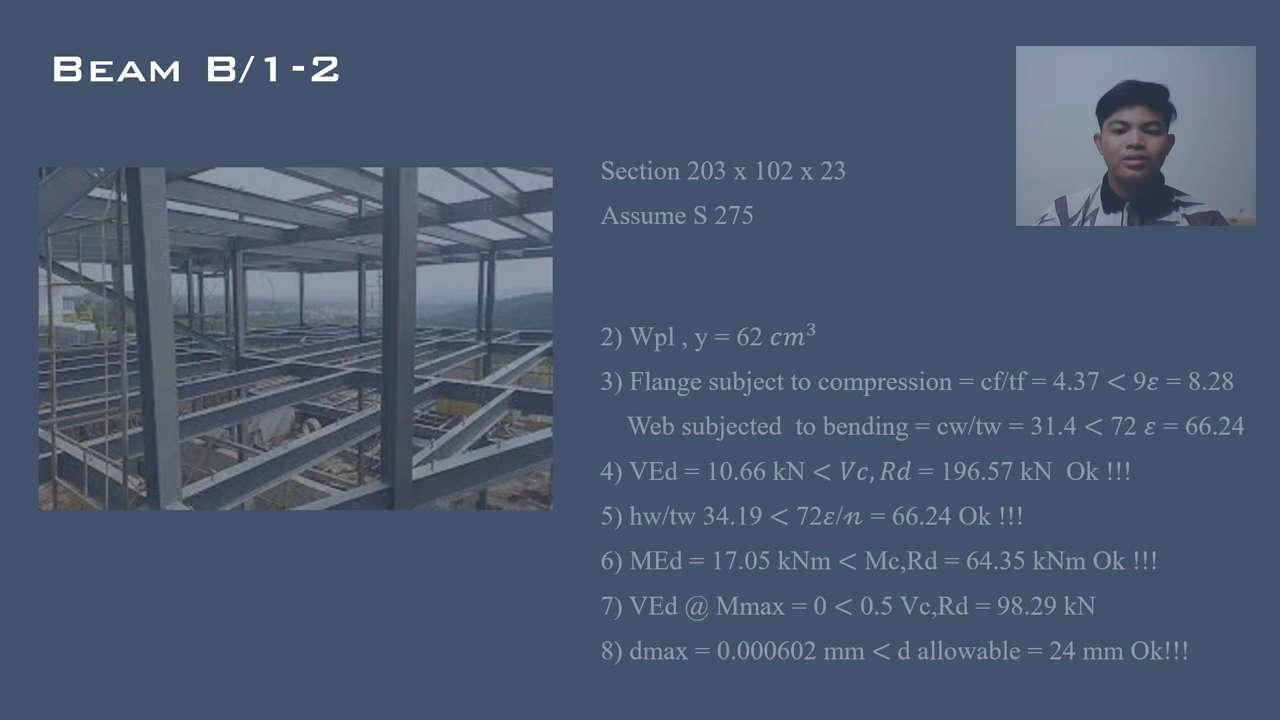 BEAM B/1-2
Section 203 x 102 x 23
Assume S 275
2) Wpl , y = 62 cm³
3) Flange subject to compression = cf/tf = 4.37 < 9ε = 8.28
Web subjected to bending = cw/tw = 31.4 < 72 ε = 66.24
4) VEd = 10.66 kN < Vc, Rd = 196.57 kN Ok !!!
5) hw/tw 34.19 < 72ε/n = 66.24 Ok !!!
6) MEd = 17.05 kNm < Mc,Rd = 64.35 kNm Ok !!!
7) VEd @ Mmax = 0 < 0.5 Vc,Rd = 98.29 kN
8) dmax = 0.000602 mm < d allowable = 24 mm Ok!!!